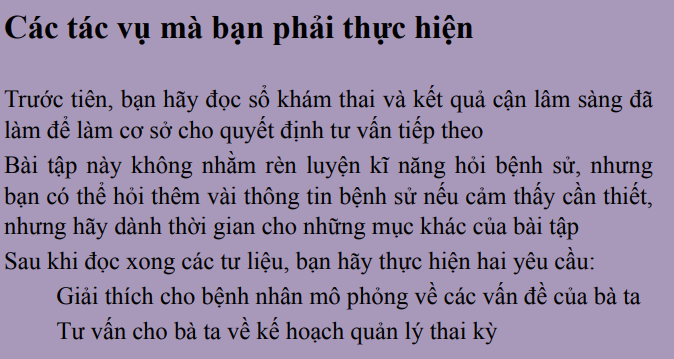 Các tác vụ mà bạn phải thực hiện
Trước tiên, bạn hãy đọc sổ khám thai và kết quả cận lâm sàng đã
làm để làm cơ sở cho quyết định tư vấn tiếp theo
Bài tập này không nhằm rèn luyện kĩ năng hỏi bệnh sử, nhưng
bạn có thể hỏi thêm vài thông tin bệnh sử nếu cảm thấy cần thiết,
nhưng hãy dành thời gian cho những mục khác của bài tập
Sau khi đọc xong các tư liệu, bạn hãy thực hiện hai yêu cầu:
Giải thích cho bệnh nhân mô phỏng về các vấn đề của bà ta
Tư vấn cho bà ta về kế hoạch quản lý thai kỳ